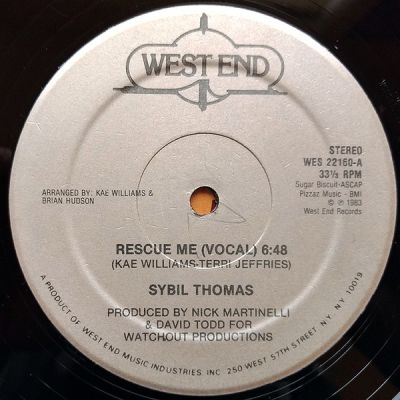 WEST END
STEREO
WES 22160-A
33⅓ RPM
Sugar Biscuit-ASCAP
Pizzaz Music - BMI
© ℗ 1983
West End Records
ARRANGED BY: KAE WILLIAMS &
BRIAN HUDSON
RESCUE ME (VOCAL) 6:48
(KAE WILLIAMS-TERRI JEFFRIES)
SYBIL THOMAS
PRODUCED BY NICK MARTINELLI
& DAVID TODD FOR
WATCHOUT PRODUCTIONS
A PRODUCT OF WEST END MUSIC INDUSTRIES INC 250 WEST 57TH STREET, NY, NY 10019